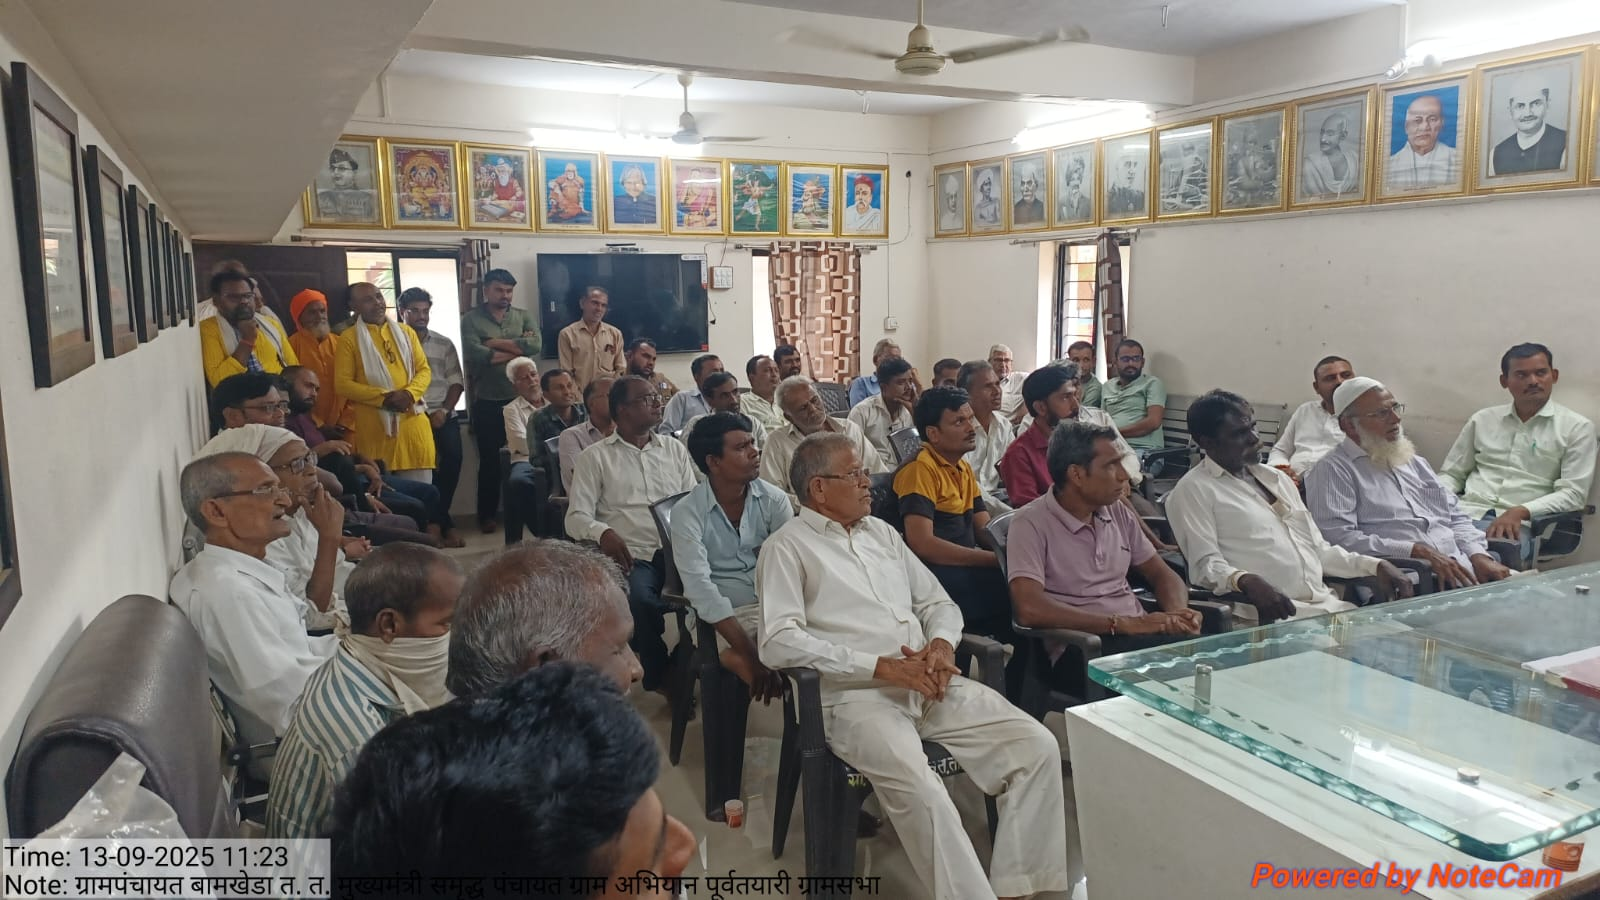 Time: 13-09-2025 11:23
Note: ग्रामपंचायत बामखेडा त. त. मुख्यमंत्री समृद्ध पंचायत ग्राम अभियान पूर्वतयारी ग्रामसभा
Powered by NoteCam